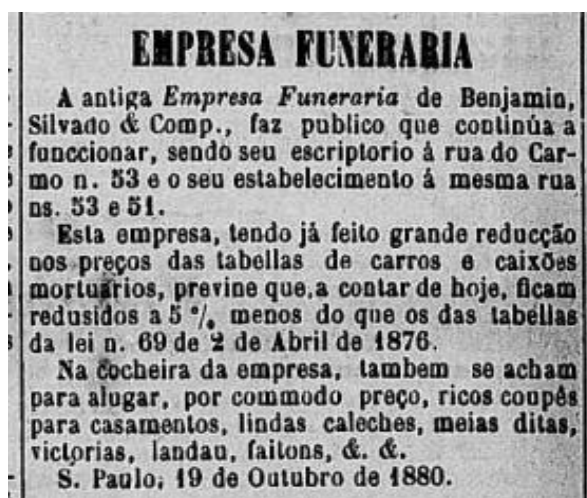 EMPRESA FUNERARIA
A antiga Empresa Funeraria de Benjamin,
Silvado & Comp., faz publico que continúa a
funccionar, sendo seu escriptorio á rua do Car-
mo n. 53 e o seu estabelecimento á mesma rua
ns. 53 e 51.
Esta empresa, tendo já feito grande reducção
nos preços das tabellas de carros e caixões
mortuarios, previne que, a contar de hoje, ficam
redusidos a 5 % menos do que os das tabellas
da lei n. 69 de 2 de Abril de 1876.
Na cocheira da empresa, tambem se acham
para alugar, por commodo preço, ricos coupés
para casamentos, lindas caleches, meias ditas,
victorias, landau, faitons, &. &.
S. Paulo, 19 de Outubro de 1880.